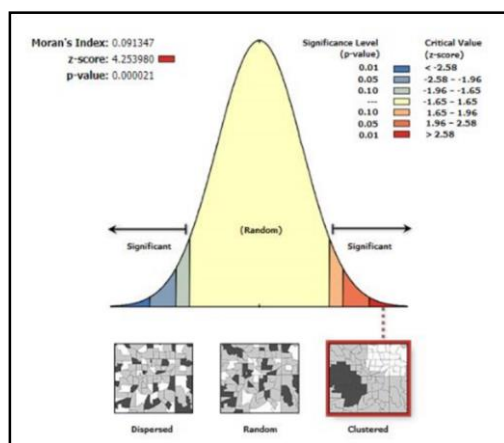 Moran's Index: 0.091347
z-score: 4.253980
p-value: 0.000021
Significance Level
(p-value)
Critical Value
(z-score)
0.01 < -2.58
0.05 -2.58 - -1.96
0.10 -1.96 - -1.65
--- -1.65 - 1.65
0.10 1.65 - 1.96
0.05 1.96 - 2.58
0.01 > 2.58
Significant
(Random)
Significant
Dispersed
Random
Clustered